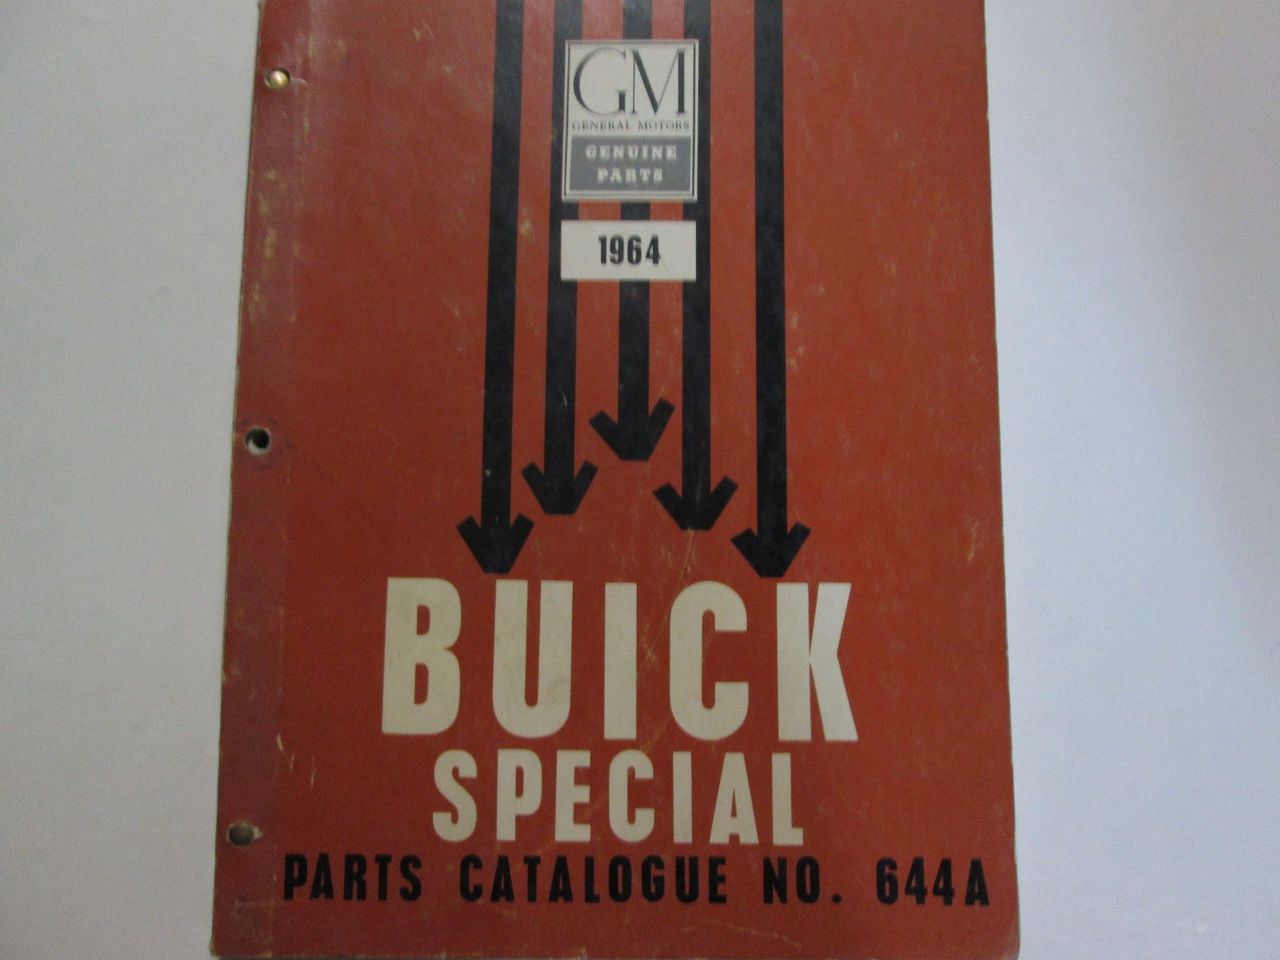 GM
GENERAL MOTORS
GENUINE
PARTS
1964
BUICK
SPECIAL
PARTS CATALOGUE NO. 644A